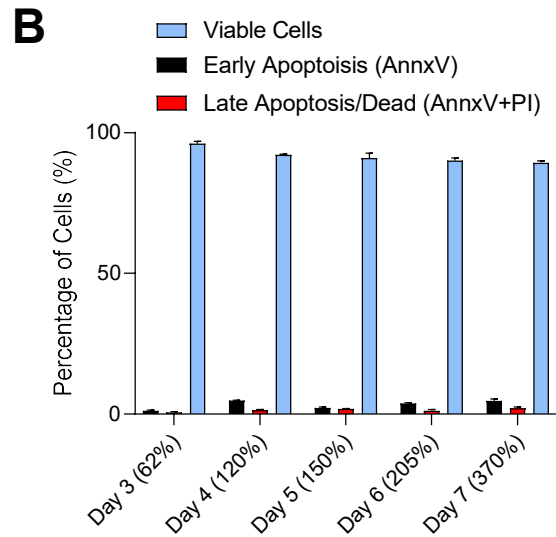 B
Viable Cells
Early Apoptoisis (AnnxV)
Late Apoptosis/Dead (AnnxV+PI)
Percentage of Cells (%)
100
50
0
Day 3 (62%)
Day 4 (120%)
Day 5 (150%)
Day 6 (205%)
Day 7 (370%)